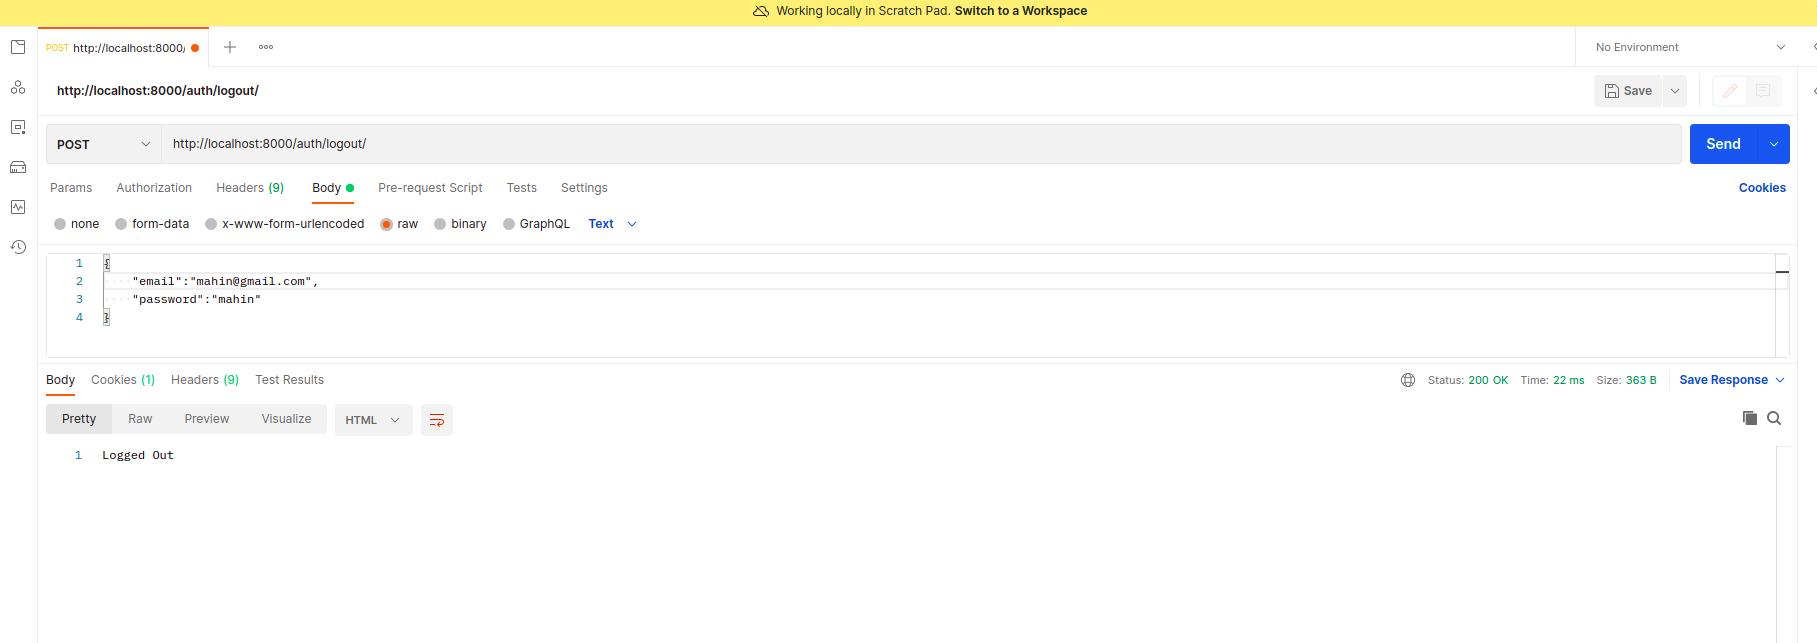 Working locally in Scratch Pad. Switch to a Workspace
POST http://localhost:8000/
No Environment
http://localhost:8000/auth/logout/
Save
POST http://localhost:8000/auth/logout/
Send
Params Authorization Headers (9) Body Pre-request Script Tests Settings
Cookies
none form-data x-www-form-urlencoded raw binary GraphQL Text
1 {
2 "email":"mahin@gmail.com",
3 "password":"mahin"
4 }
Body Cookies (1) Headers (9) Test Results
Status: 200 OK Time: 22 ms Size: 363 B Save Response
Pretty Raw Preview Visualize HTML
1 Logged Out